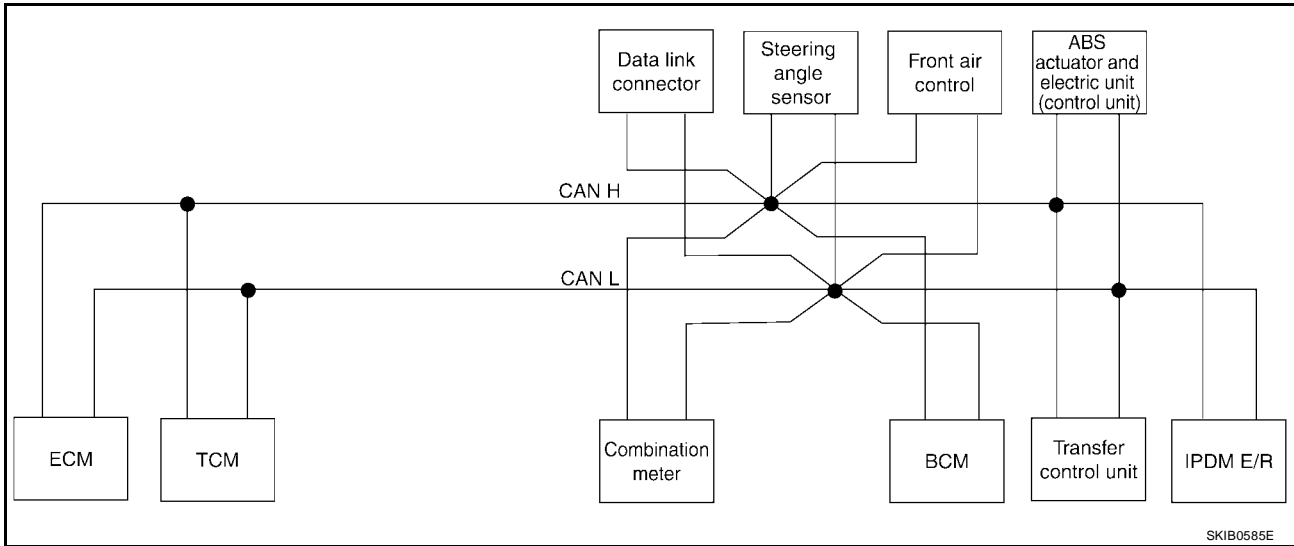 Data link
connector
Steering
angle
sensor
Front air
control
ABS
actuator and
electric unit
(control unit)
CAN H
CAN L
ECM
TCM
Combination
meter
BCM
Transfer
control unit
IPDM E/R
SKIB0585E